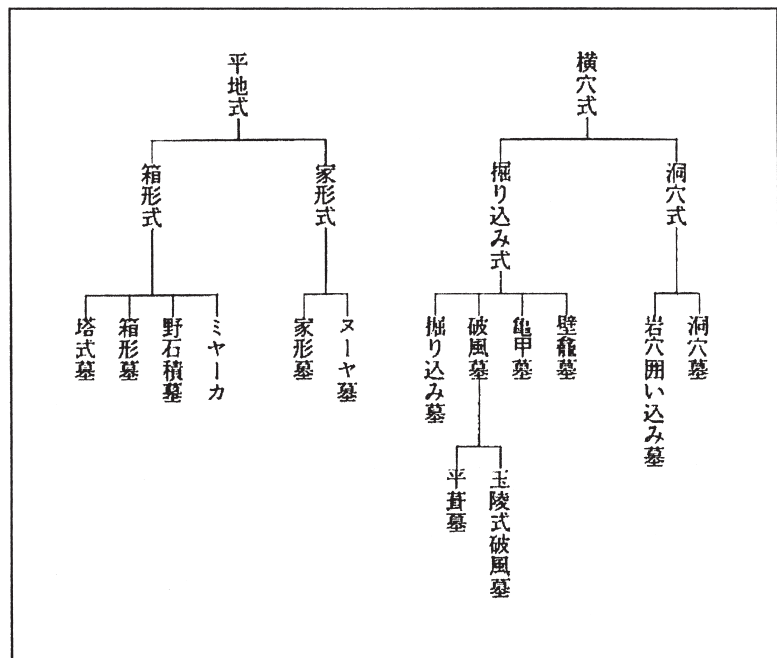 横穴式
洞穴式
洞穴墓
岩穴囲い込み墓
掘り込み式
壁龕墓
亀甲墓
破風墓
玉陵式破風墓
平葺墓
掘り込み墓
平地式
家形式
ヌーヤ墓
家形墓
箱形式
ミヤーカ
野石積墓
箱形墓
塔式墓